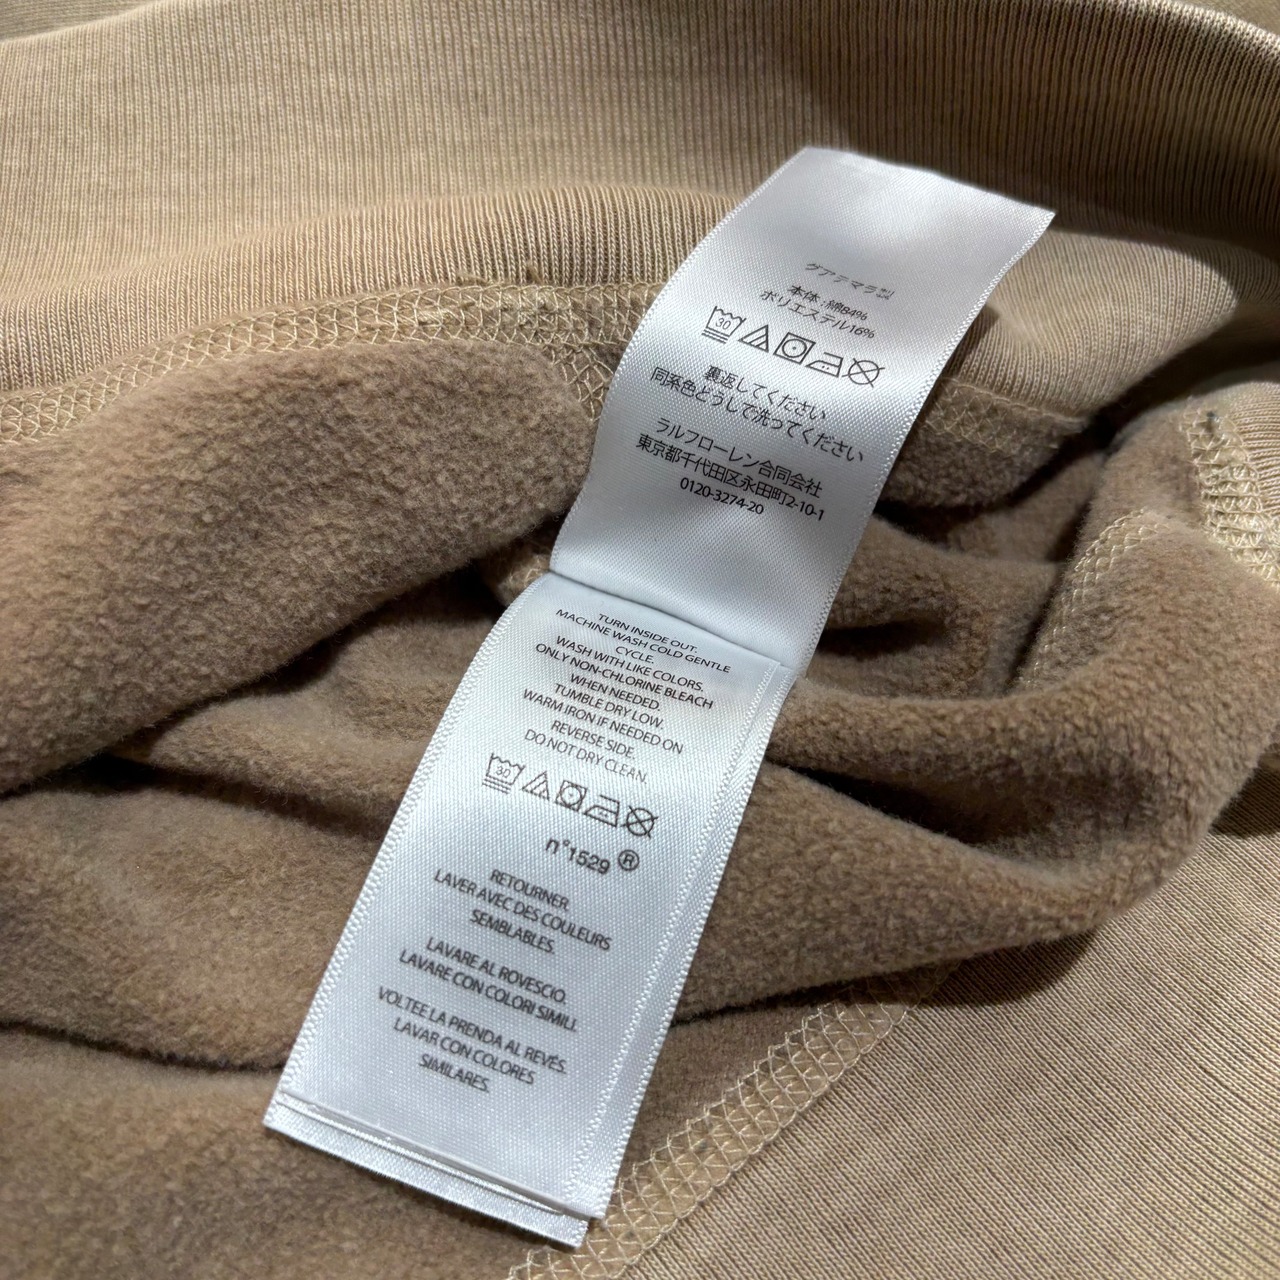 グアテマラ製
本体：綿84%
ポリエステル16%
30
裏返してください
同系色どうしで洗ってください
ラルフローレン合同会社
東京都千代田区永田町2-10-1
0120-3274-20
TURN INSIDE OUT.
MACHINE WASH COLD GENTLE
CYCLE.
WASH WITH LIKE COLORS.
ONLY NON-CHLORINE BLEACH
WHEN NEEDED.
TUMBLE DRY LOW.
WARM IRON IF NEEDED ON
REVERSE SIDE.
DO NOT DRY CLEAN.
30
n°1529 ®
RETOURNER.
LAVER AVEC DES COULEURS
SEMBLABLES.
LAVARE AL ROVESCIO.
LAVARE CON COLORI SIMILI.
VOLTEE LA PRENDA AL REVÉS.
LAVAR CON COLORES
SIMILARES.